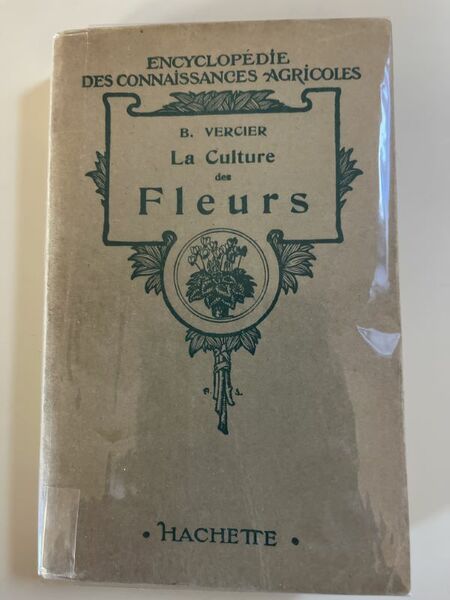 ENCYCLOPÉDIE
DES CONNAISSANCES AGRICOLES
B. VERCIER
La Culture
des
Fleurs
A. S.
• HACHETTE •